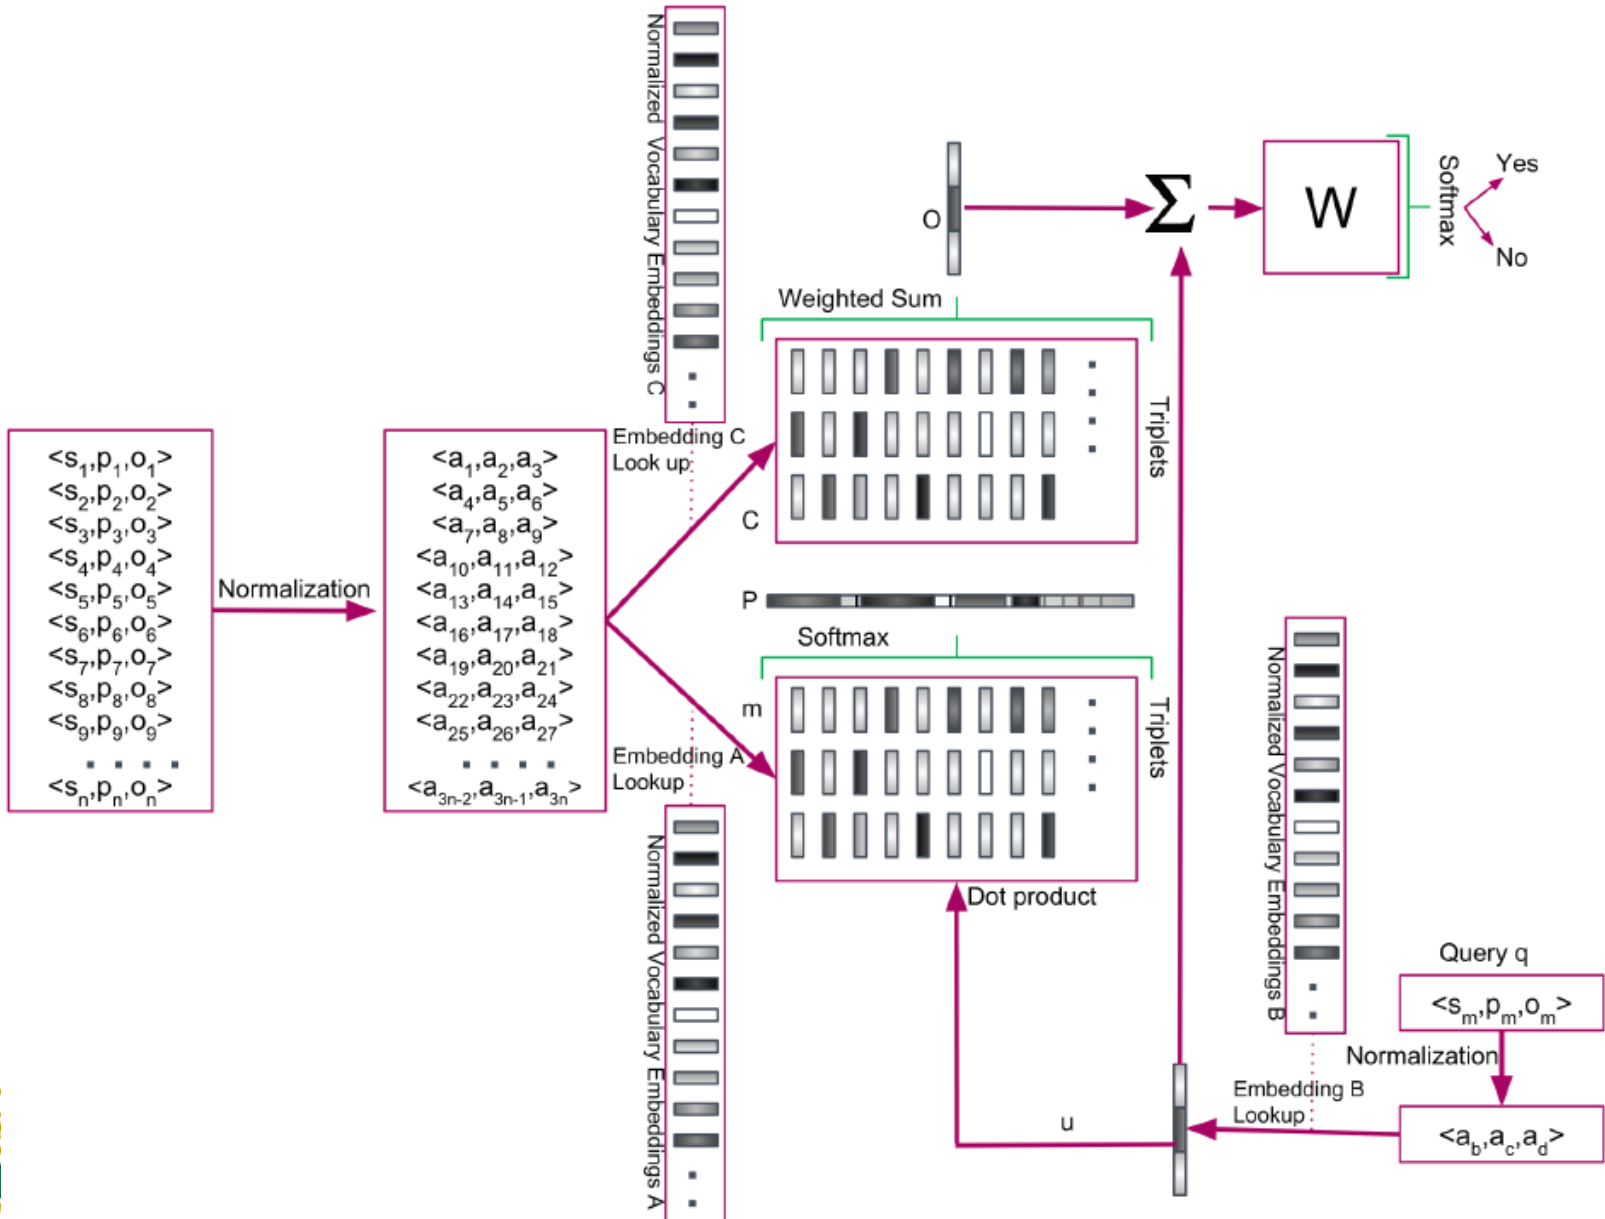 Normalized Vocabulary Embeddings C
<s₁,p₁,o₁>
<s₂,p₂,o₂>
<s₃,p₃,o₃>
<s₄,p₄,o₄>
<s₅,p₅,o₅>
<s₆,p₆,o₆>
<s₇,p₇,o₇>
<s₈,p₈,o₈>
<s₉,p₉,o₉>
<sₙ,pₙ,oₙ>
Normalization
<a₁,a₂,a₃>
<a₄,a₅,a₆>
<a₇,a₈,a₉>
<a₁₀,a₁₁,a₁₂>
<a₁₃,a₁₄,a₁₅>
<a₁₆,a₁₇,a₁₈>
<a₁₉,a₂₀,a₂₁>
<a₂₂,a₂₃,a₂₄>
<a₂₅,a₂₆,a₂₇>
<a₃ₙ₋₂,a₃ₙ₋₁,a₃ₙ>
Embedding C
Look up
Embedding A
Lookup
Normalized Vocabulary Embeddings A
O
Σ
W
Softmax
Yes
No
Weighted Sum
Triplets
C
P
Softmax
m
Triplets
Dot product
u
Normalized Vocabulary Embeddings B
Embedding B
Lookup
Query q
<sₘ,pₘ,oₘ>
Normalization
<a_b,a_c,a_d>